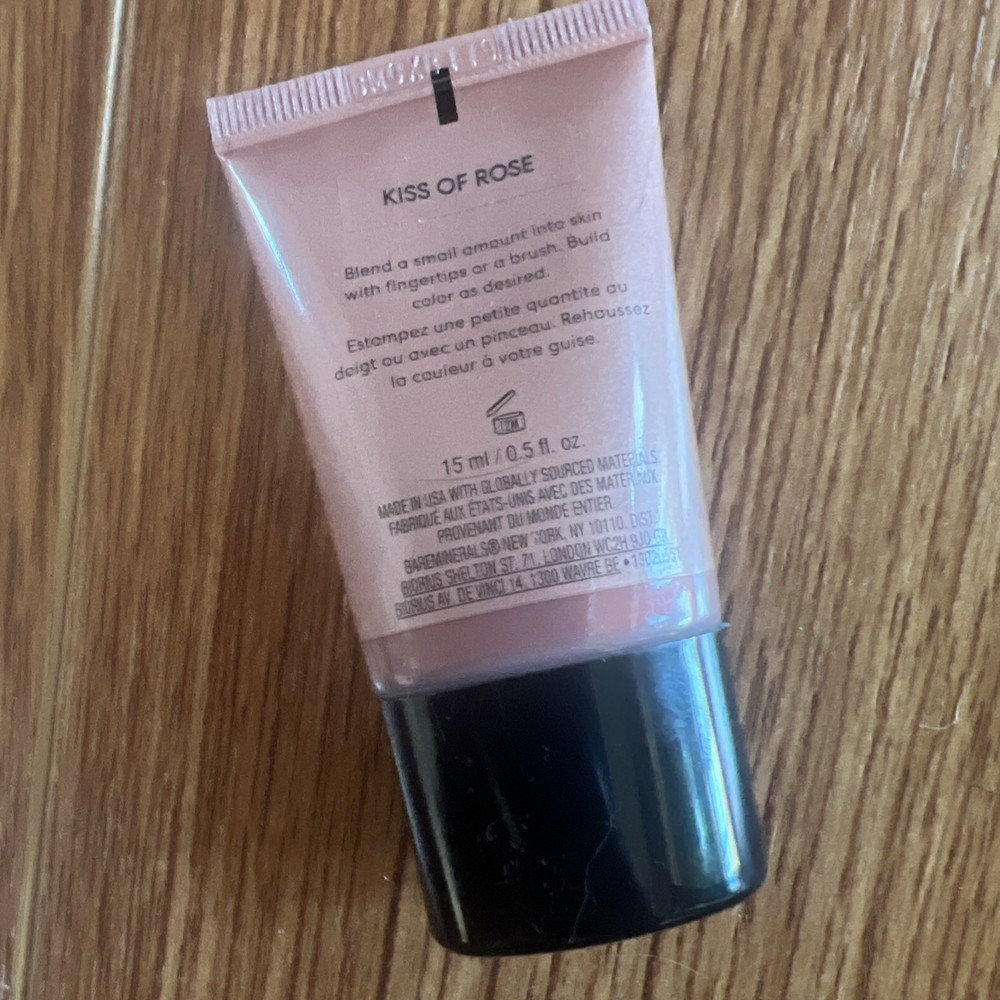 KISS OF ROSE
Blend a small amount into skin
with fingertips or a brush. Build
color as desired.
Estompez une petite quantité au
doigt ou avec un pinceau. Rehaussez
la couleur à votre guise.
12M
15 ml / 0.5 fl. oz.
MADE IN USA WITH GLOBALLY SOURCED MATERIALS.
FABRIQUÉ AUX ÉTATS-UNIS AVEC DES MATÉRIAUX
PROVENANT DU MONDE ENTIER.
BAREMINERALS® NEW YORK, NY 10110. DIST.
BIORIUS SHELTON ST. 71, LONDON WC2H
BIORIUS AV. DE VINCI 14, 1300 WAVRE BE •